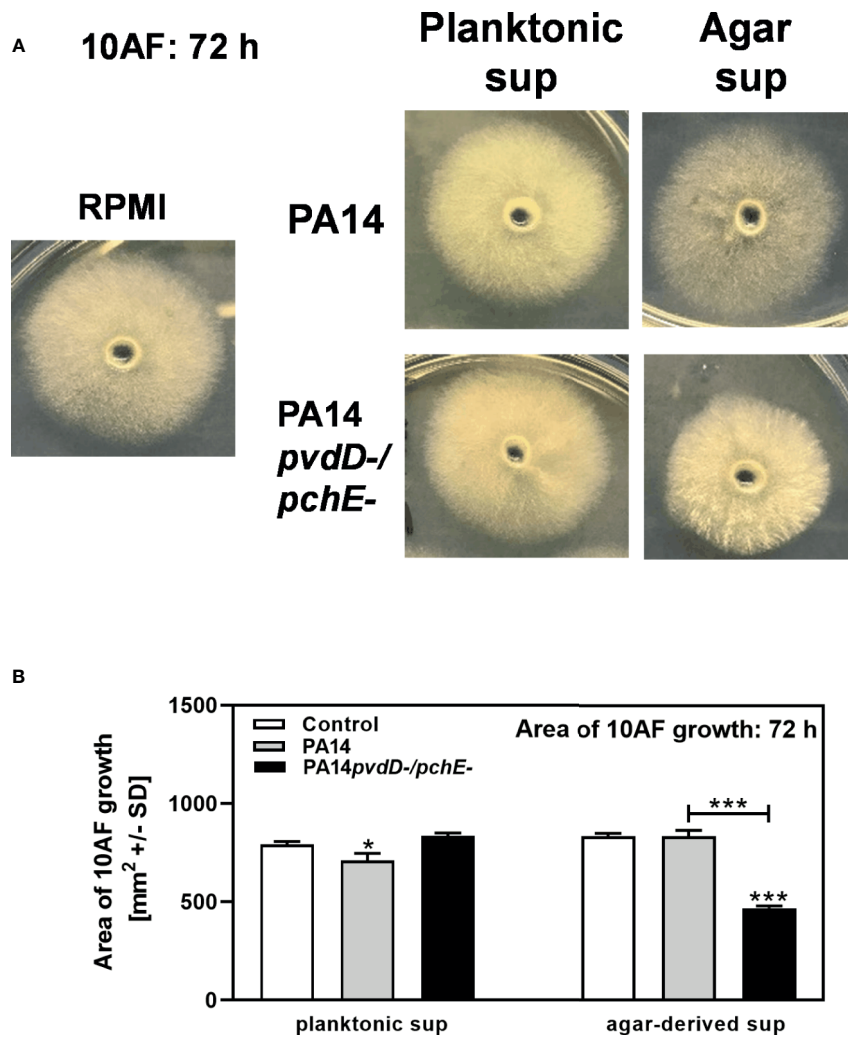 A
10AF: 72 h
Planktonic
sup
Agar
sup
RPMI
PA14
PA14
pvdD-/
pchE-
B
Area of 10AF growth
[mm² +/- SD]
1500
1000
500
0
Control
PA14
PA14pvdD-/pchE-
Area of 10AF growth: 72 h
*
***
***
planktonic sup
agar-derived sup